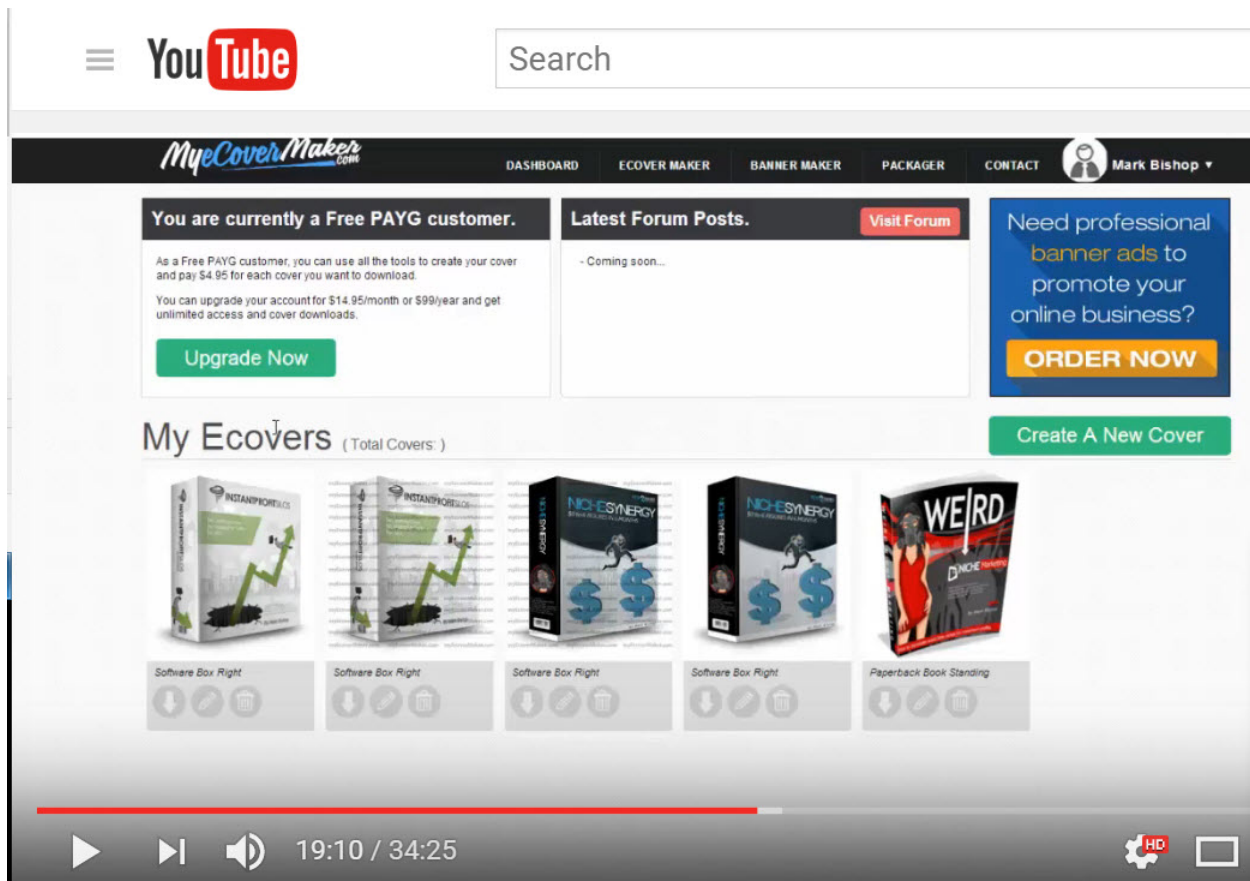 YouTube
Search
MyeCoverMaker
.com
DASHBOARD
ECOVER MAKER
BANNER MAKER
PACKAGER
CONTACT
Mark Bishop
You are currently a Free PAYG customer.
As a Free PAYG customer, you can use all the tools to create your cover
and pay $4.95 for each cover you want to download.
You can upgrade your account for $14.95/month or $99/year and get
unlimited access and cover downloads.
Upgrade Now
Latest Forum Posts.
Visit Forum
- Coming soon...
Need professional
banner ads to
promote your
online business?
ORDER NOW
My Ecovers ( Total Covers: )
Create A New Cover
NICHESYNERGY
NICHESYNERGY
NICHESYNERGY
NICHESYNERGY
WEIRD
NICHE Marketing
Software Box Right
Software Box Right
Software Box Right
Software Box Right
Paperback Book Standing
19:10 / 34:25
HD